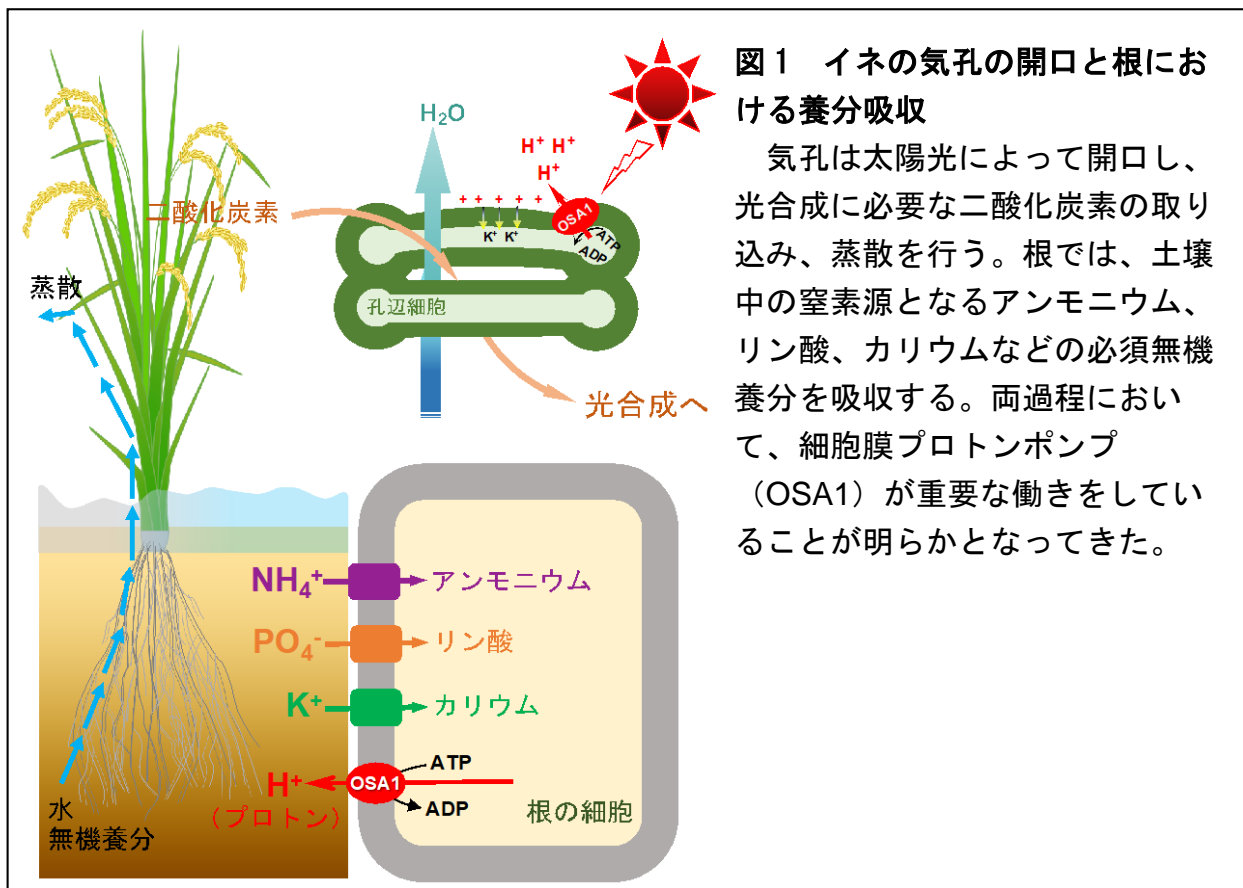 図1 イネの気孔の開口と根にお
ける養分吸収
気孔は太陽光によって開口し、
光合成に必要な二酸化炭素の取り
込み、蒸散を行う。根では、土壌
中の窒素源となるアンモニウム、
リン酸、カリウムなどの必須無機
養分を吸収する。両過程におい
て、細胞膜プロトンポンプ
（OSA1）が重要な働きをしてい
ることが明らかとなってきた。
H₂O
H⁺ H⁺
H⁺
+ + + + +
OSA1
K⁺ K⁺
ATP
ADP
二酸化炭素
孔辺細胞
蒸散
光合成へ
NH₄⁺
アンモニウム
PO₄⁻
リン酸
K⁺
カリウム
H⁺
（プロトン）
OSA1
ATP
ADP
根の細胞
水
無機養分